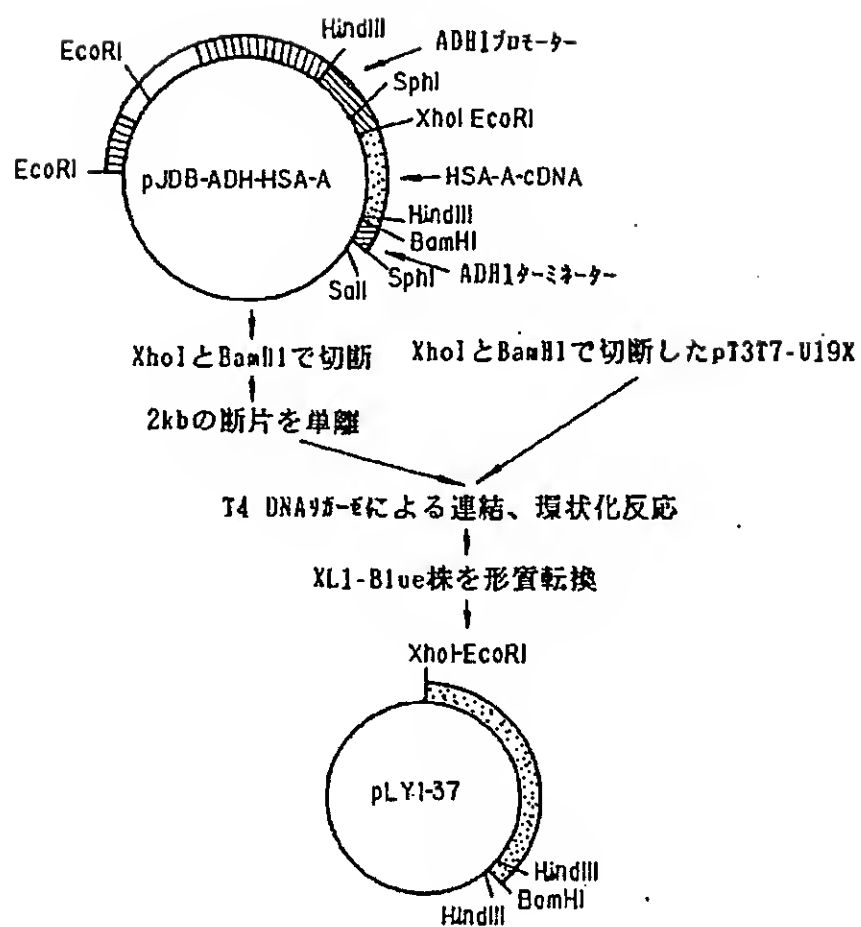 HindIII
ADH1プロモーター
EcoRI
SphI
XhoI EcoRI
EcoRI
pJDB-ADH-HSA-A
HSA-A-cDNA
HindIII
BamHI
SphI
ADH1ターミネーター
SalI
XhoIとBamH1で切断
XhoIとBamH1で切断したpT3T7-U19X
2kbの断片を単離
T4 DNAリガーゼによる連結、環状化反応
XL1-Blue株を形質転換
XhoI-EcoRI
pLY1-37
HindIII
BamHI
HindIII